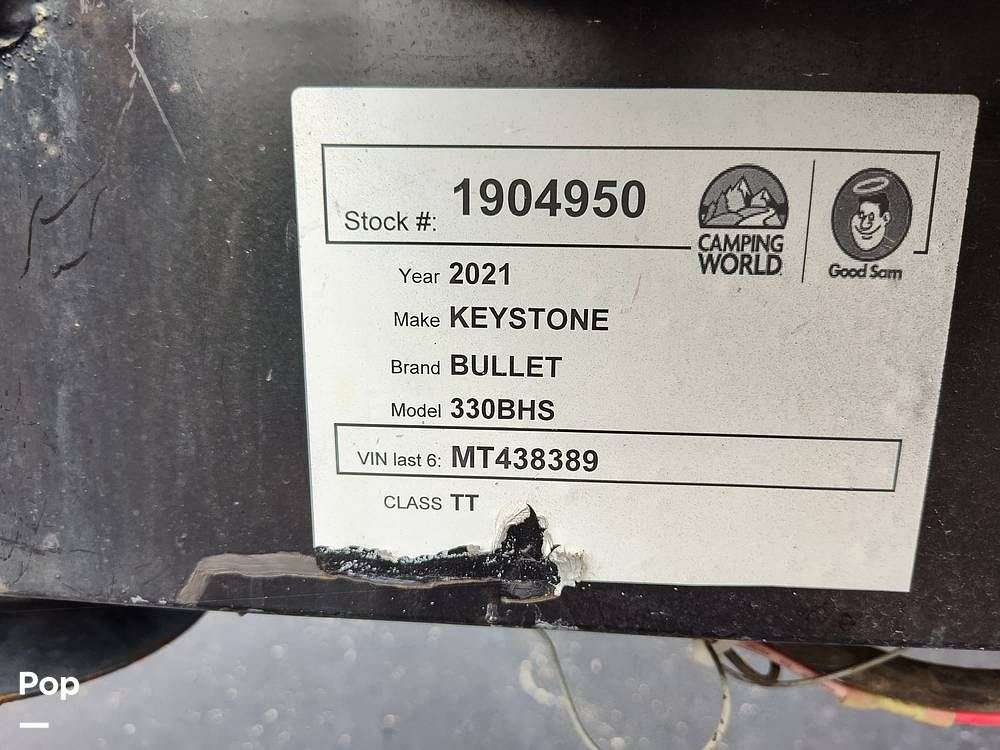 Stock #: 1904950
CAMPING
WORLD
Good Sam
Year 2021
Make KEYSTONE
Brand BULLET
Model 330BHS
VIN last 6: MT438389
CLASS TT
Pop